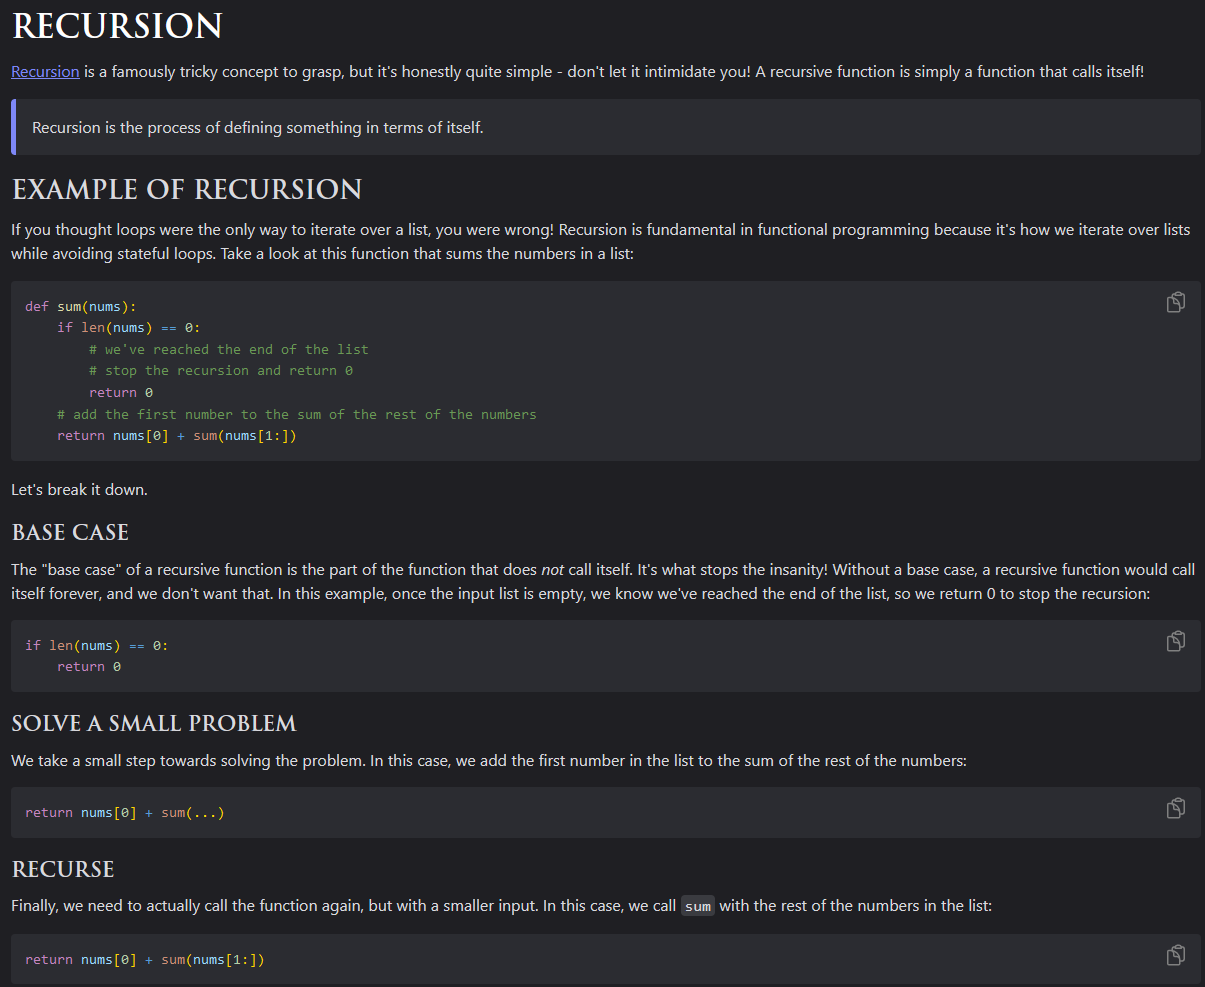 RECURSION
Recursion is a famously tricky concept to grasp, but it's honestly quite simple - don't let it intimidate you! A recursive function is simply a function that calls itself!
Recursion is the process of defining something in terms of itself.
EXAMPLE OF RECURSION
If you thought loops were the only way to iterate over a list, you were wrong! Recursion is fundamental in functional programming because it's how we iterate over lists
while avoiding stateful loops. Take a look at this function that sums the numbers in a list:
def sum(nums):
    if len(nums) == 0:
        # we've reached the end of the list
        # stop the recursion and return 0
        return 0
    # add the first number to the sum of the rest of the numbers
    return nums[0] + sum(nums[1:])
Let's break it down.
BASE CASE
The "base case" of a recursive function is the part of the function that does not call itself. It's what stops the insanity! Without a base case, a recursive function would call
itself forever, and we don't want that. In this example, once the input list is empty, we know we've reached the end of the list, so we return 0 to stop the recursion:
if len(nums) == 0:
    return 0
SOLVE A SMALL PROBLEM
We take a small step towards solving the problem. In this case, we add the first number in the list to the sum of the rest of the numbers:
return nums[0] + sum(...)
RECURSE
Finally, we need to actually call the function again, but with a smaller input. In this case, we call sum with the rest of the numbers in the list:
return nums[0] + sum(nums[1:])